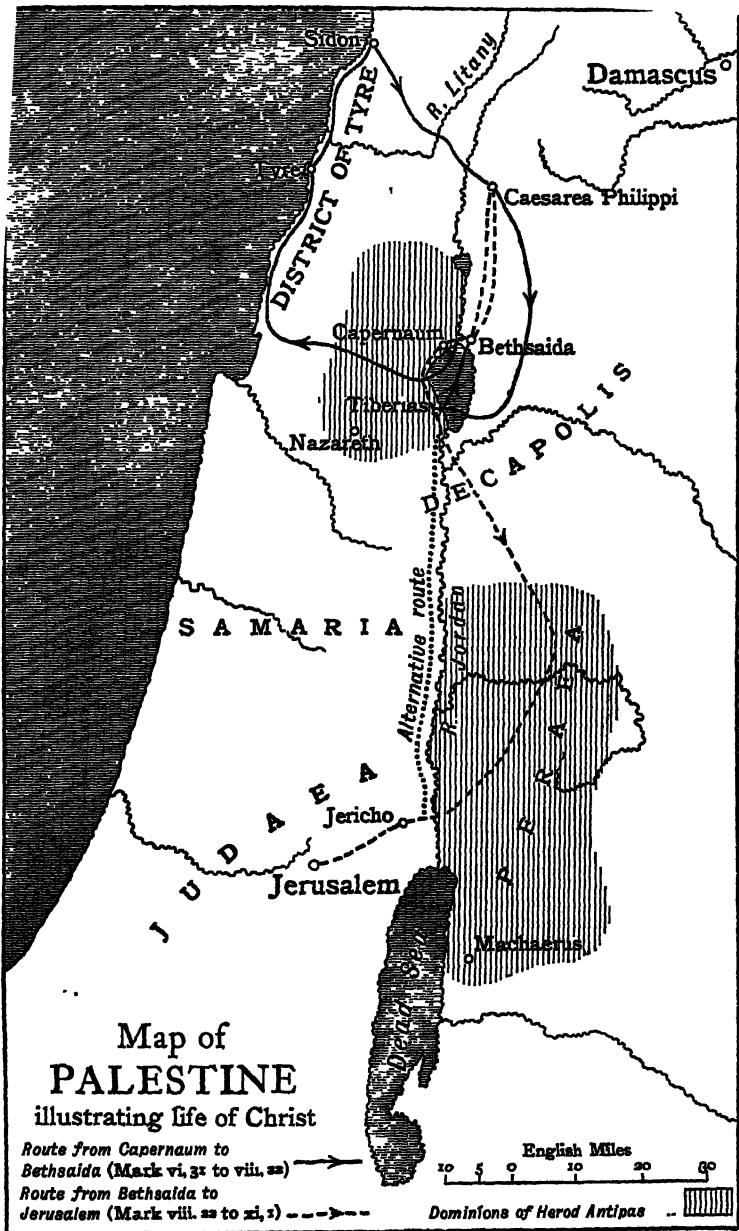 Sidon
R. Litany
Damascus
DISTRICT OF TYRE
Tyre
Caesarea Philippi
Capernaum
Bethsaida
Tiberias
Nazareth
DECAPOLIS
SAMARIA
Alternative route
R. Jordan
PERAEA
JUDAEA
Jericho
Jerusalem
Machaerus
Dead Sea
Map of
PALESTINE
illustrating life of Christ
Route from Capernaum to
Bethsaida (Mark vi, 31 to viii. 22)
Route from Bethsaida to
Jerusalem (Mark viii. 22 to xi, 1)
English Miles
10 5 0 10 20 30
Dominions of Herod Antipas ..